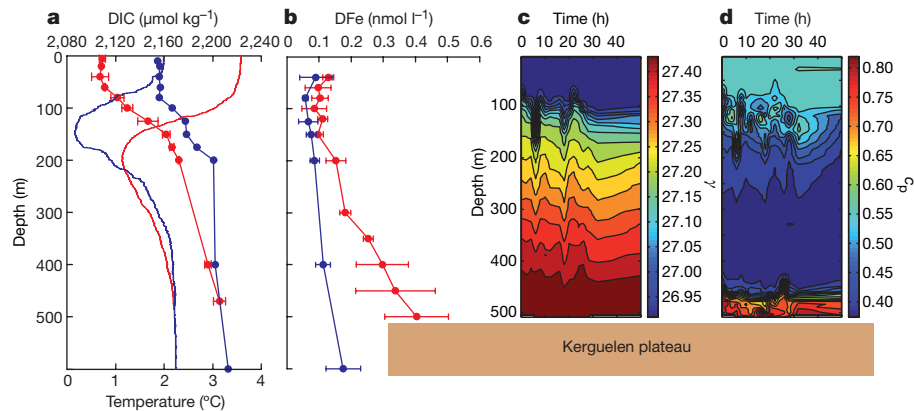 a
DIC (μmol kg–1)
2,080 2,120 2,160 2,200 2,240
0
100
200
300
400
500
Depth (m)
0 1 2 3 4
Temperature (°C)
b
DFe (nmol l–1)
0 0.1 0.2 0.3 0.4 0.5 0.6
Kerguelen plateau
c
Time (h)
0 10 20 30 40
100
200
300
400
500
Depth (m)
27.40
27.35
27.30
27.25
27.20
27.15
27.10
27.05
27.00
26.95
γ
d
Time (h)
0 10 20 30 40
0.80
0.75
0.70
0.65
0.60
0.55
0.50
0.45
0.40
cp